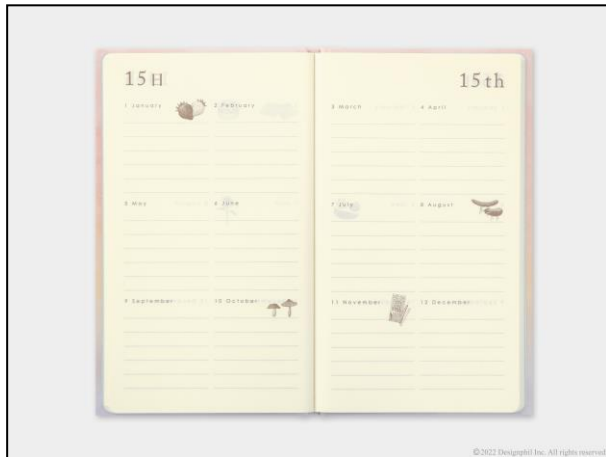 15日
15th
1 January 2 February
3 March 4 April
5 May 6 June
7 July 8 August
9 September 10 October
11 November 12 December
©2022 Designphil Inc. All rights reserved